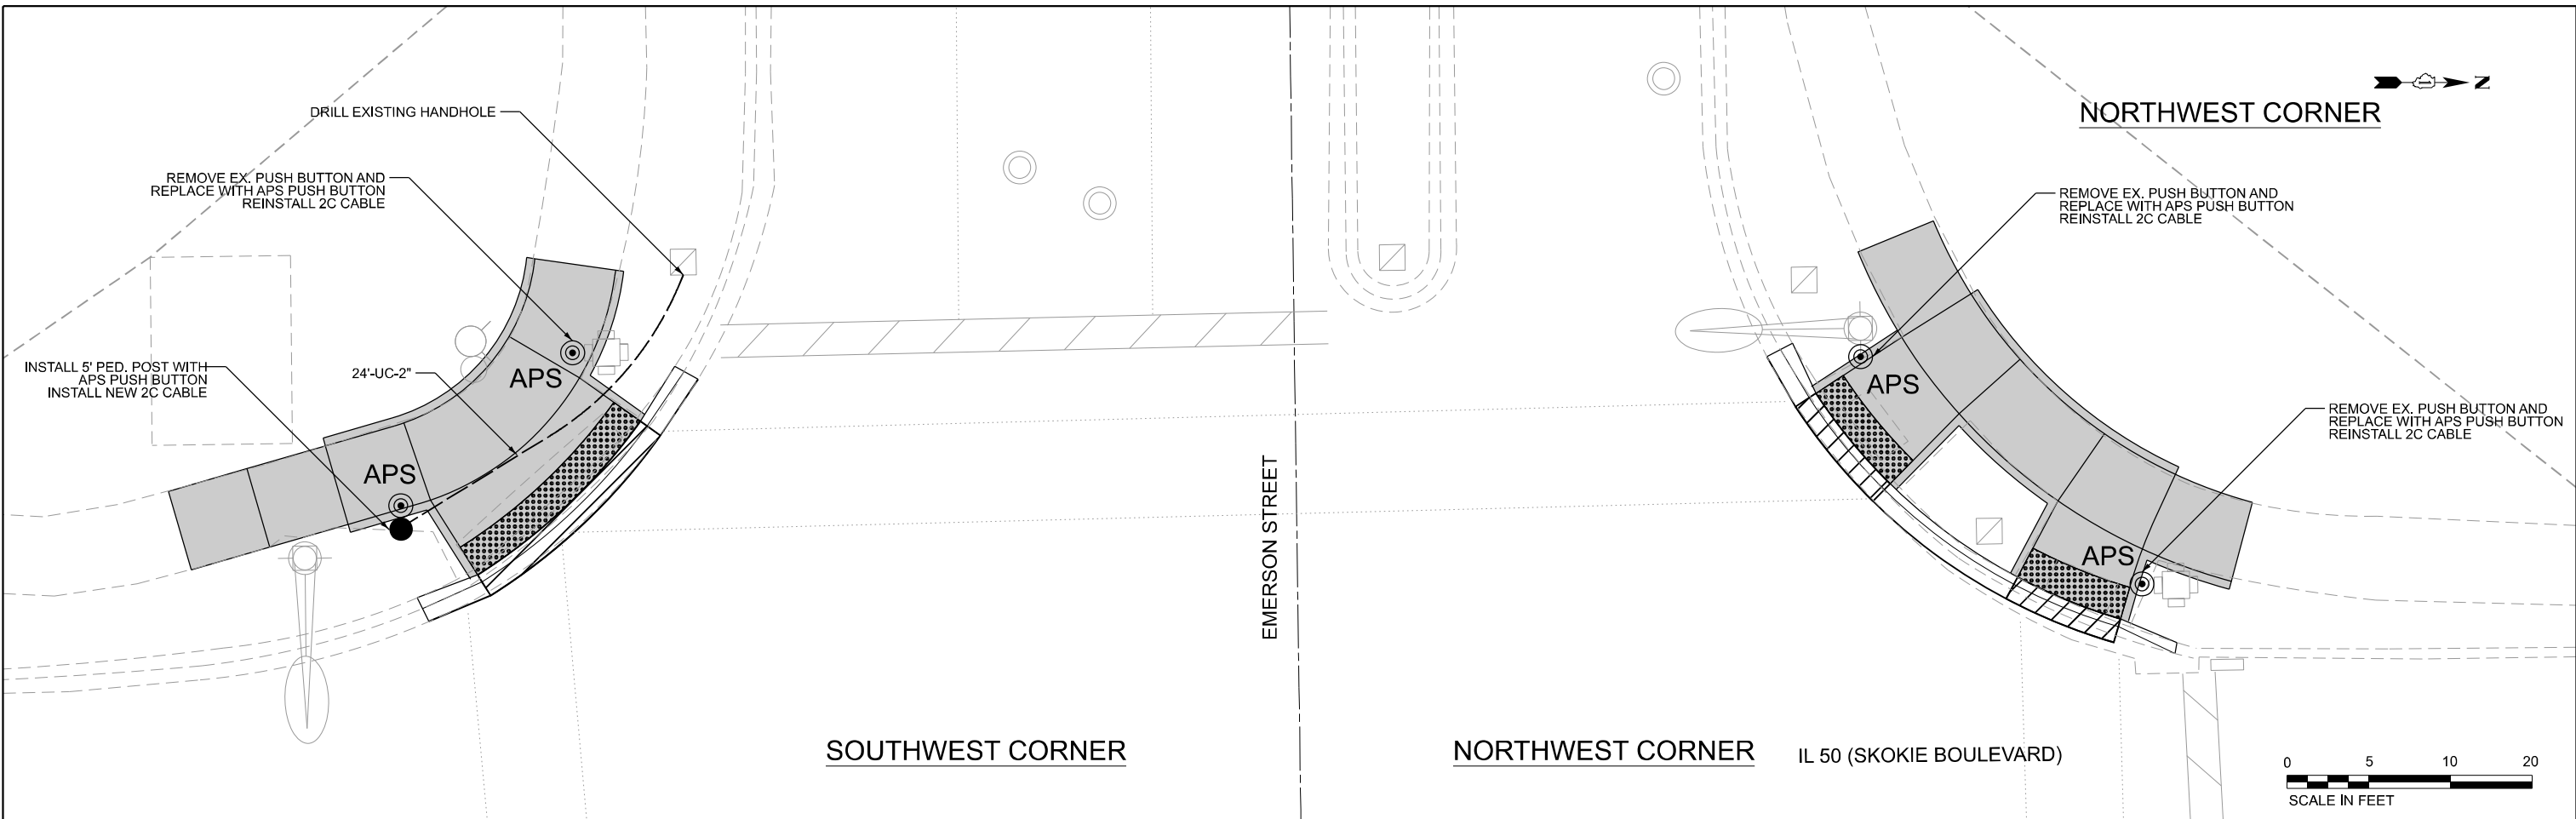 DRILL EXISTING HANDHOLE
REMOVE EX. PUSH BUTTON AND
REPLACE WITH APS PUSH BUTTON
REINSTALL 2C CABLE
INSTALL 5' PED. POST WITH
APS PUSH BUTTON
INSTALL NEW 2C CABLE
24'-UC-2"
APS
APS
SOUTHWEST CORNER
EMERSON STREET
N
NORTHWEST CORNER
REMOVE EX. PUSH BUTTON AND
REPLACE WITH APS PUSH BUTTON
REINSTALL 2C CABLE
APS
REMOVE EX. PUSH BUTTON AND
REPLACE WITH APS PUSH BUTTON
REINSTALL 2C CABLE
APS
NORTHWEST CORNER
IL 50 (SKOKIE BOULEVARD)
0 5 10 20
SCALE IN FEET